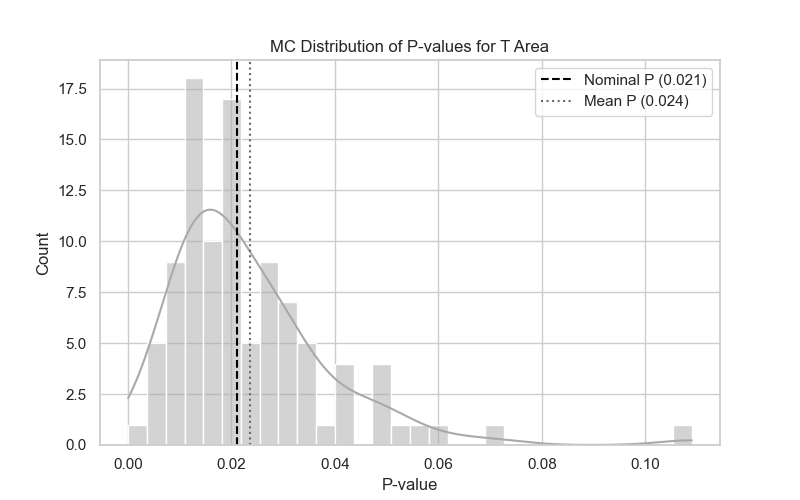 MC Distribution of P-values for T Area
Nominal P (0.021)
Mean P (0.024)
Count
17.5
15.0
12.5
10.0
7.5
5.0
2.5
0.0
0.00 0.02 0.04 0.06 0.08 0.10
P-value